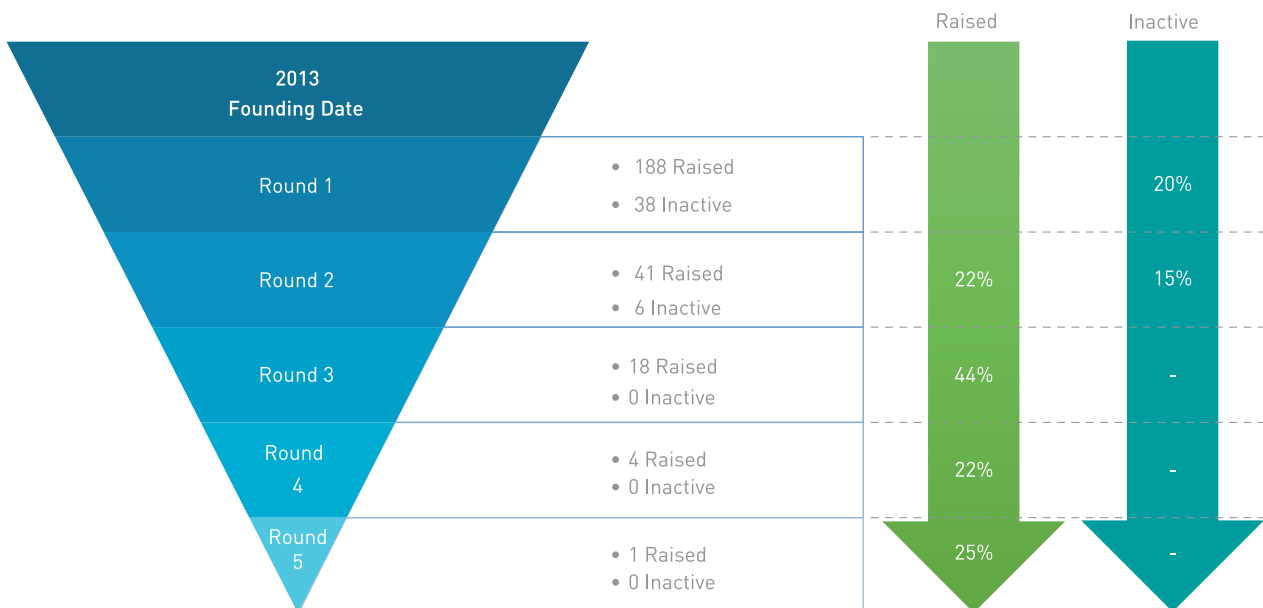 Raised
Inactive
2013
Founding Date
Round 1
• 188 Raised
• 38 Inactive
20%
Round 2
• 41 Raised
• 6 Inactive
22%
15%
Round 3
• 18 Raised
• 0 Inactive
44%
-
Round
4
• 4 Raised
• 0 Inactive
22%
-
Round
5
• 1 Raised
• 0 Inactive
25%
-